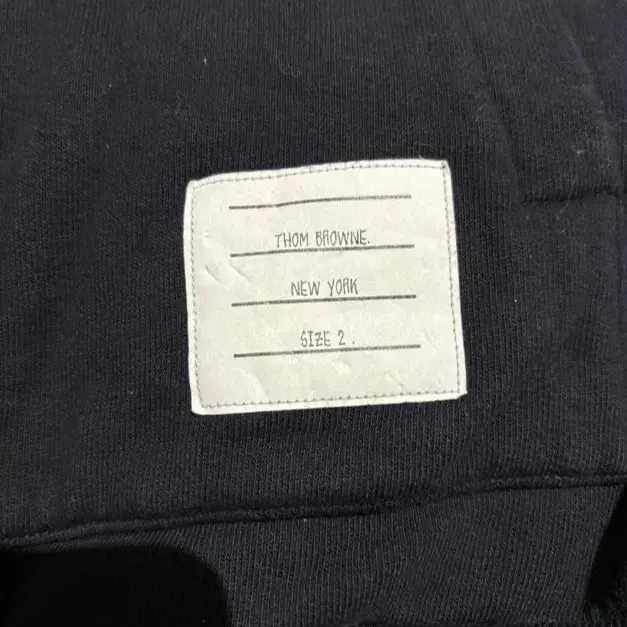 THOM BROWNE.
NEW YORK
SIZE 2 .